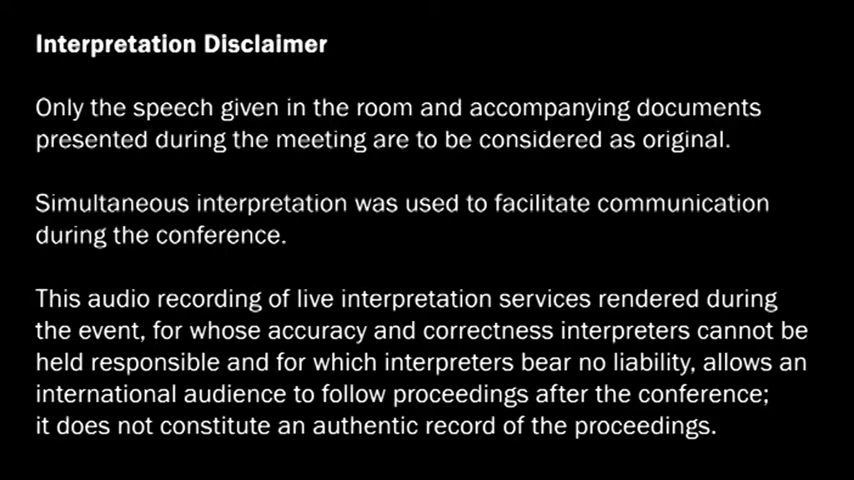 Interpretation Disclaimer
Only the speech given in the room and accompanying documents
presented during the meeting are to be considered as original.
Simultaneous interpretation was used to facilitate communication
during the conference.
This audio recording of live interpretation services rendered during
the event, for whose accuracy and correctness interpreters cannot be
held responsible and for which interpreters bear no liability, allows an
international audience to follow proceedings after the conference;
it does not constitute an authentic record of the proceedings.